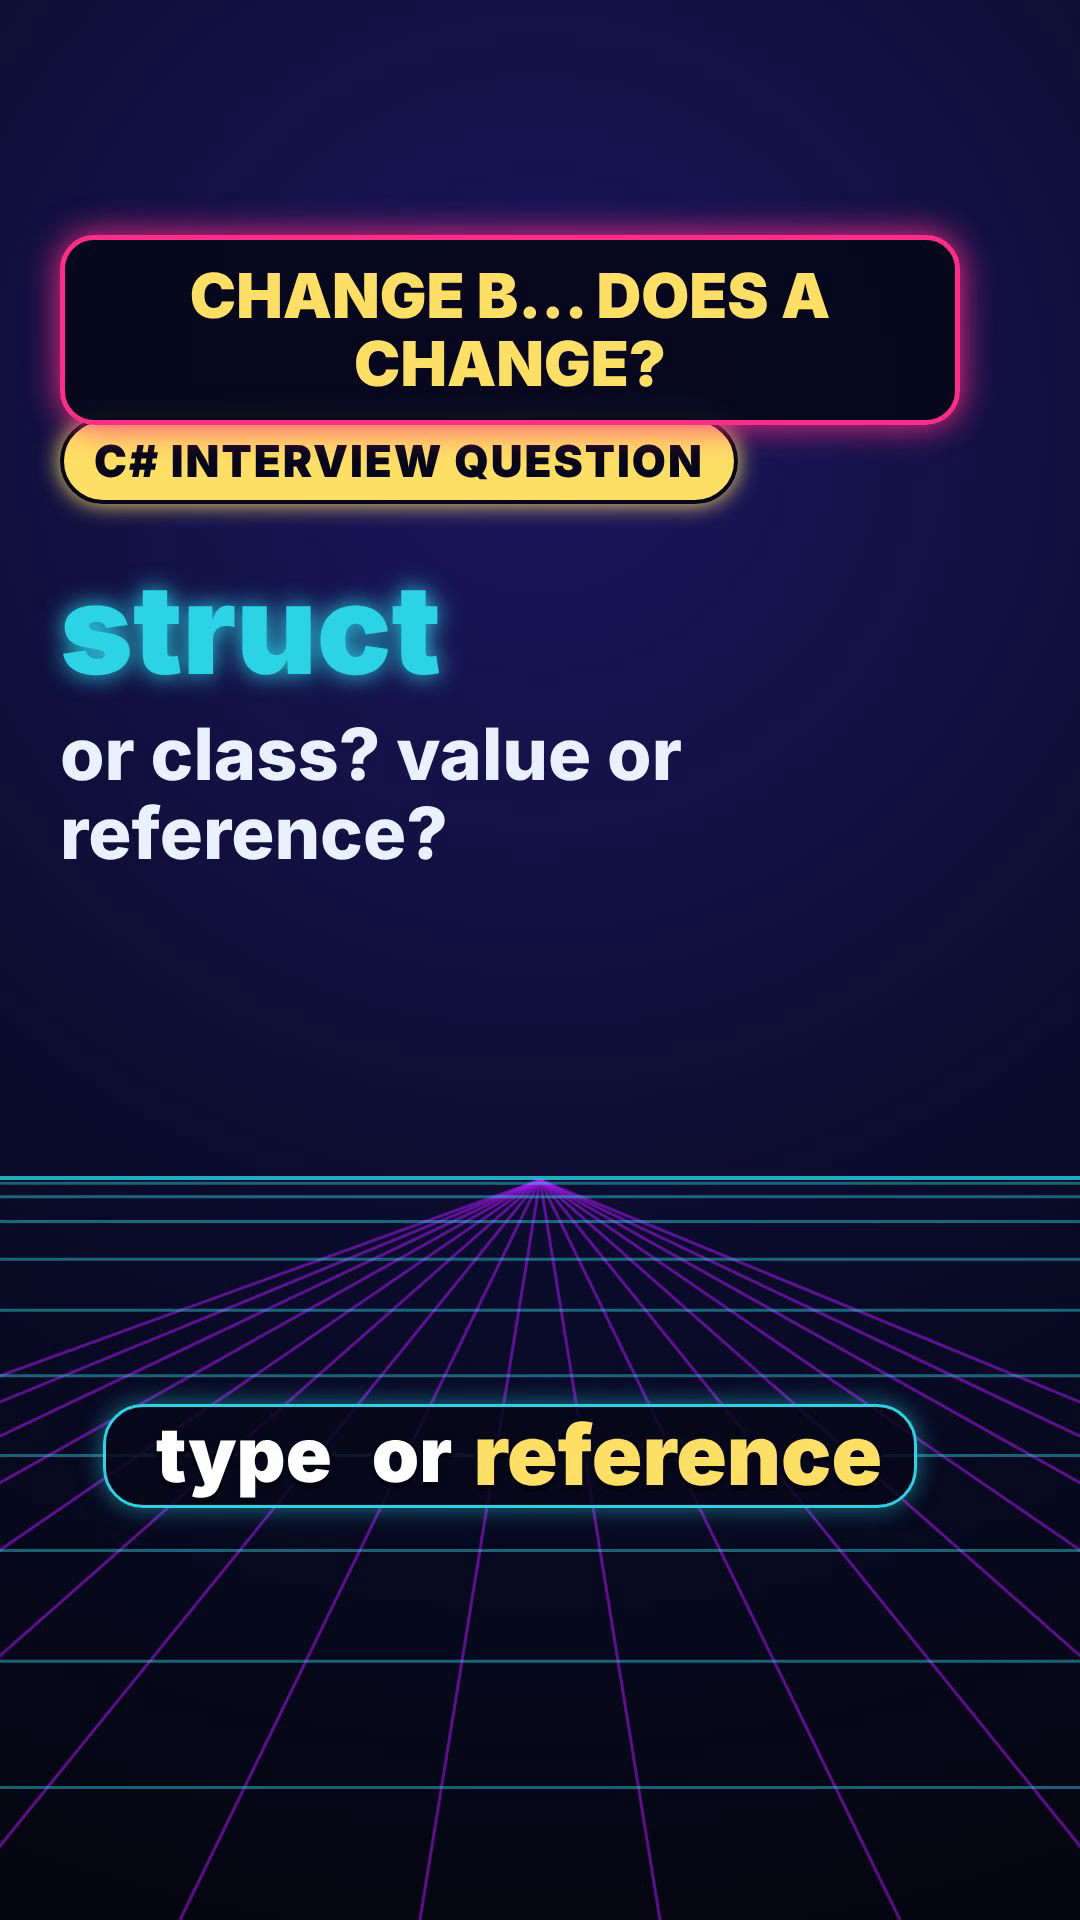 CHANGE B... DOES A
CHANGE?
C# INTERVIEW QUESTION
struct
or class? value or
reference?
type or reference